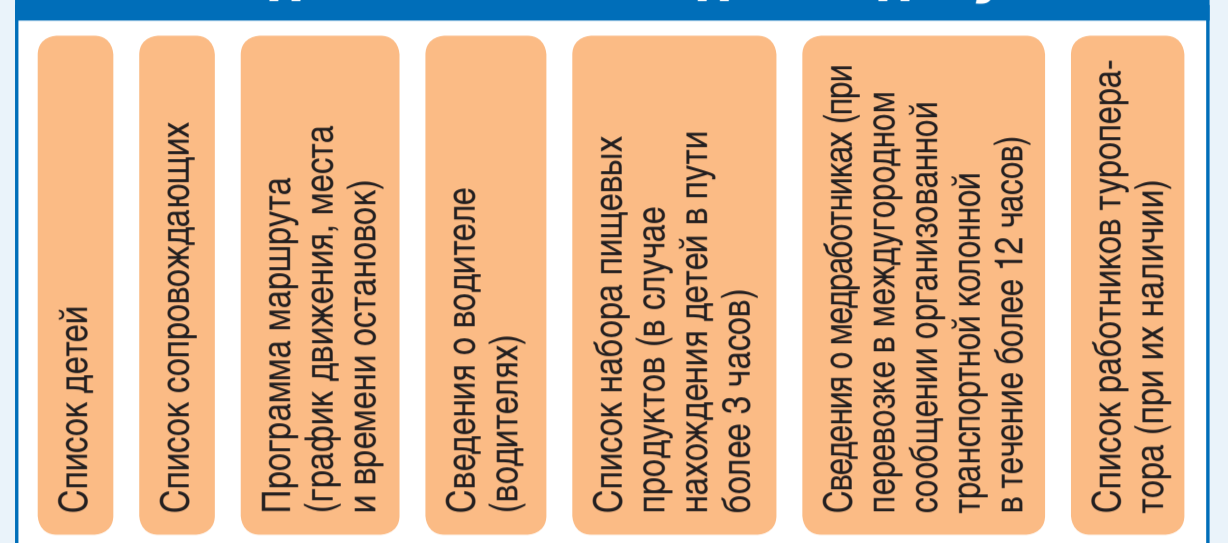 Список детей
Список сопровождающих
Программа маршрута
(график движения, места
и времени остановок)
Сведения о водителе
(водителях)
Список набора пищевых
продуктов (в случае
нахождения детей в пути
более 3 часов)
Сведения о медработниках (при
перевозке в междугородном
сообщении организованной
транспортной колонной
в течение более 12 часов)
Список работников туропера-
тора (при их наличии)